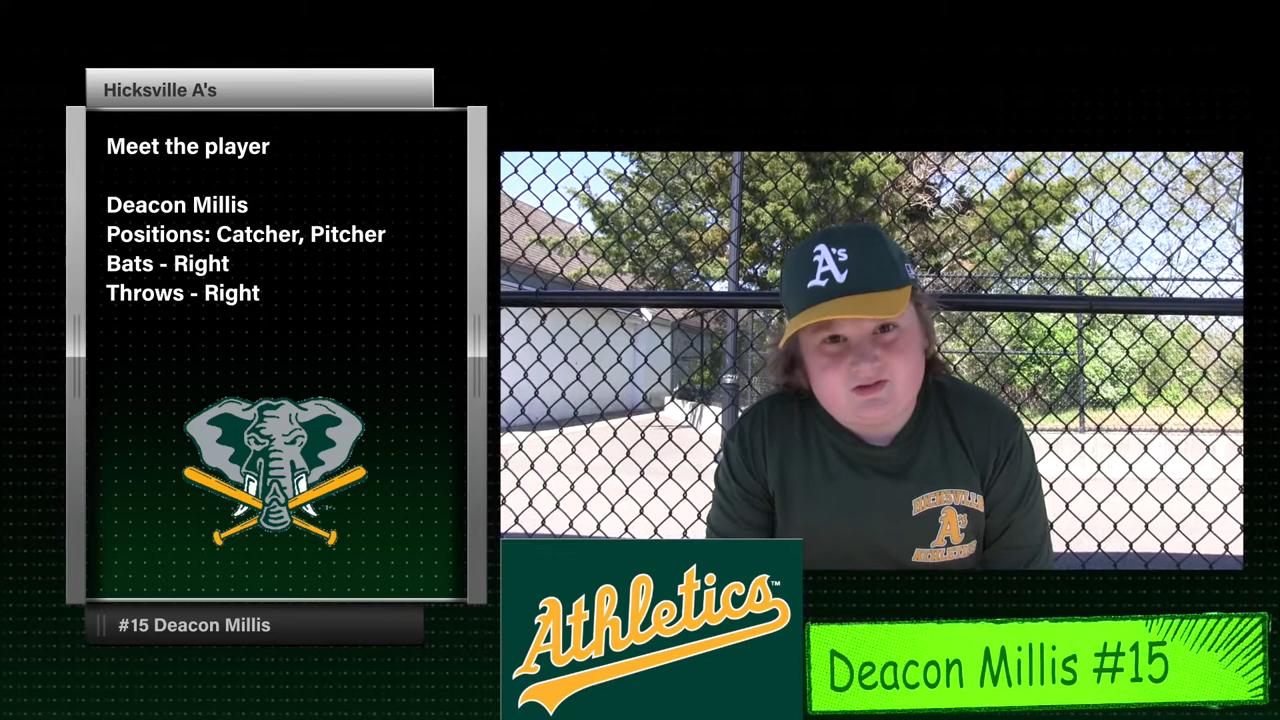 Hicksville A's
Meet the player
Deacon Millis
Positions: Catcher, Pitcher
Bats - Right
Throws - Right
#15 Deacon Millis
A's
HICKSVILLE
A's
ATHLETICS
Athletics™
Deacon Millis #15